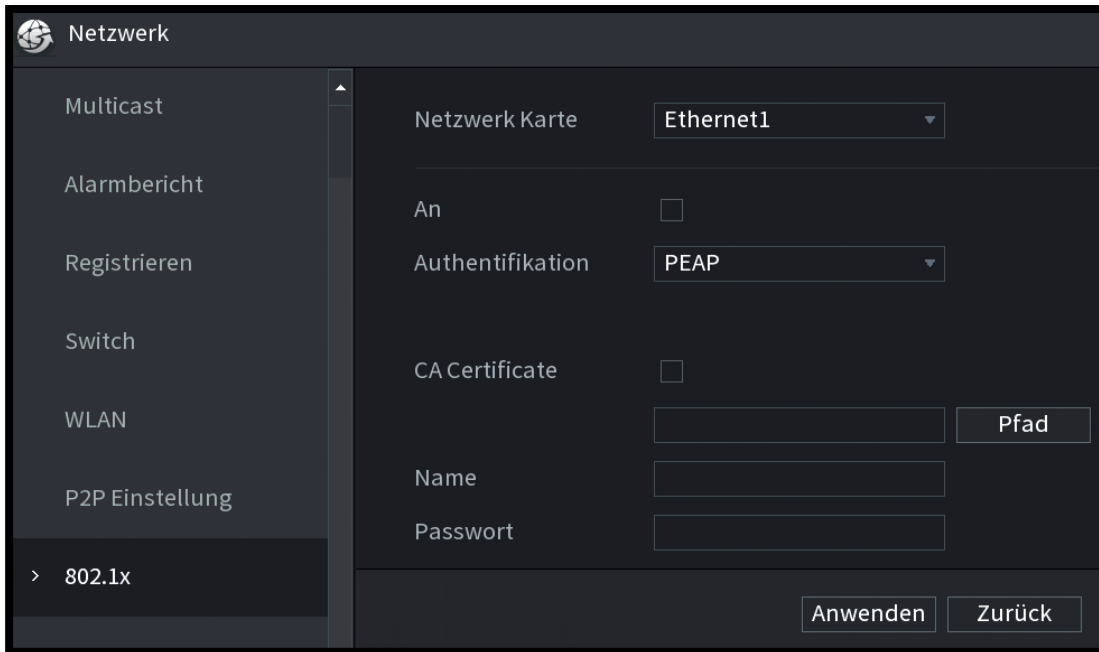 Netzwerk
Multicast
Alarmbericht
Registrieren
Switch
WLAN
P2P Einstellung
> 802.1x
Netzwerk Karte Ethernet1
An
Authentifikation PEAP
CA Certificate
Pfad
Name
Passwort
Anwenden Zurück